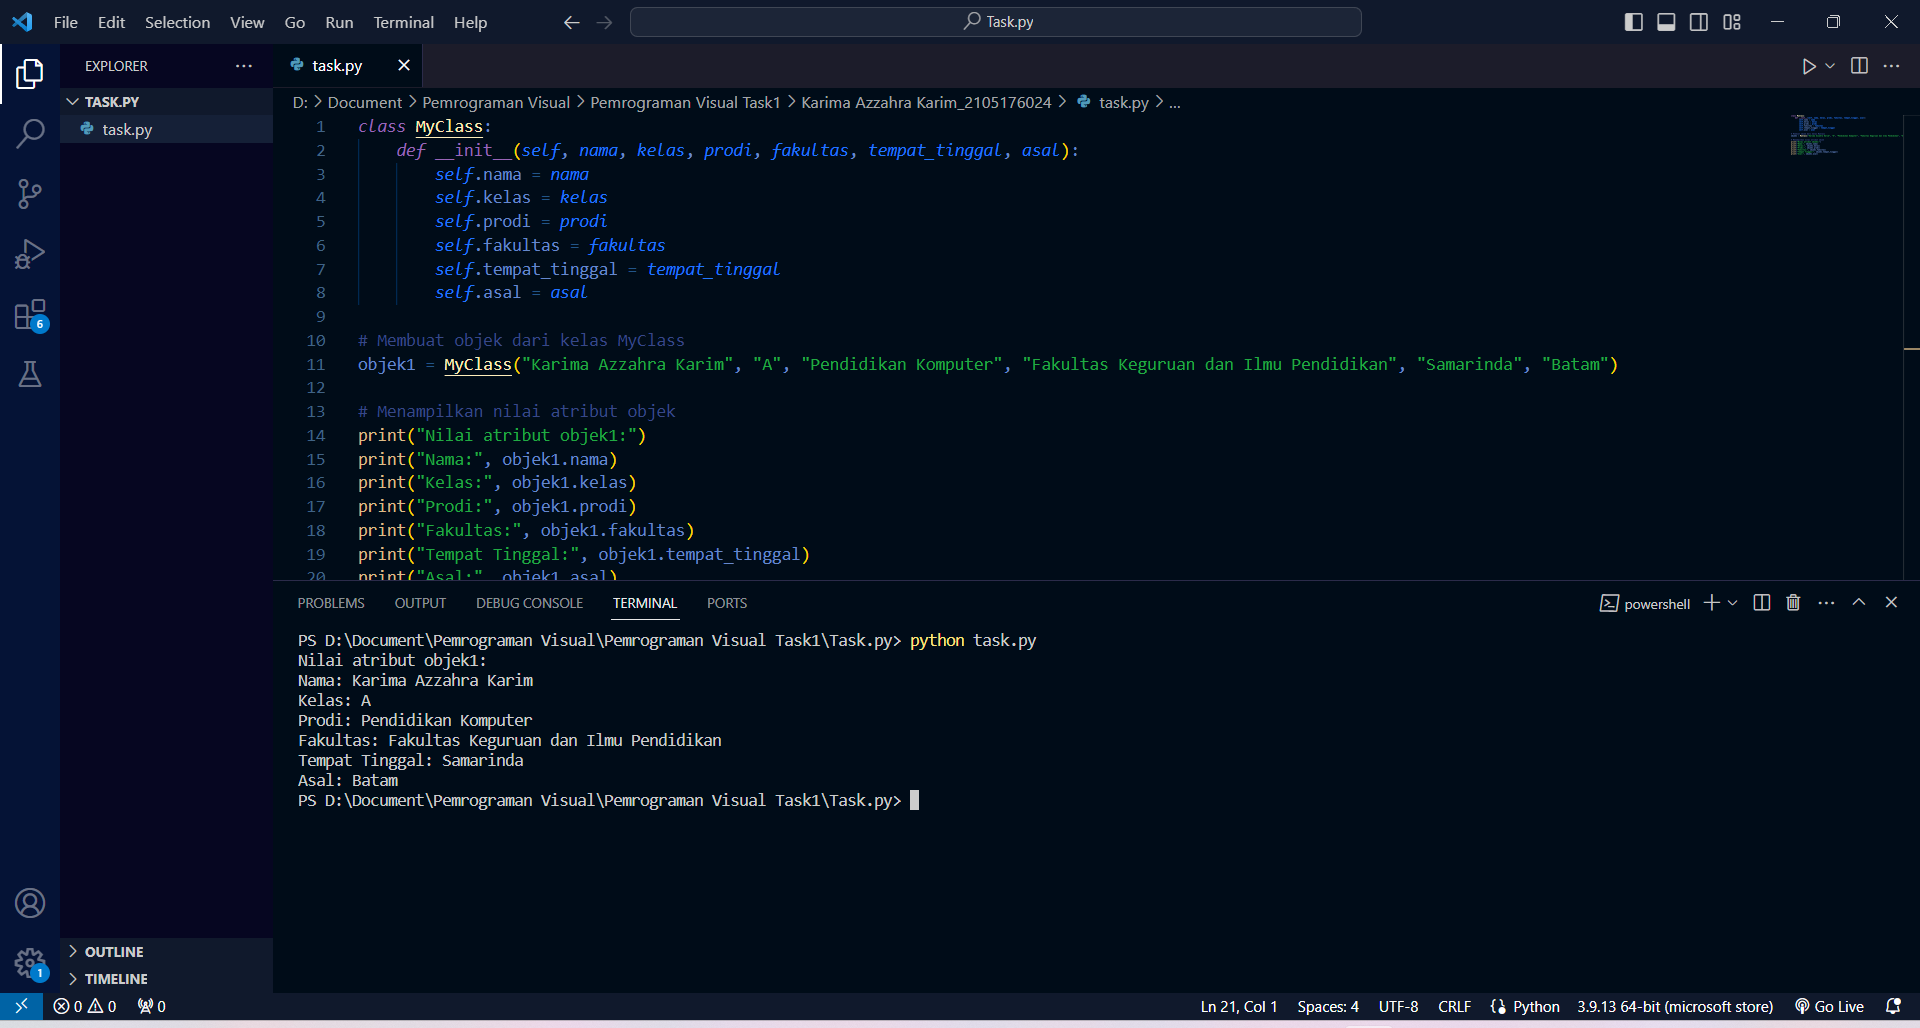 File Edit Selection View Go Run Terminal Help
Task.py
EXPLORER
task.py
TASK.PY
task.py
D: > Document > Pemrograman Visual > Pemrograman Visual Task1 > Karima Azzahra Karim_2105176024 > task.py > ...
1 class MyClass:
2     def __init__(self, nama, kelas, prodi, fakultas, tempat_tinggal, asal):
3         self.nama = nama
4         self.kelas = kelas
5         self.prodi = prodi
6         self.fakultas = fakultas
7         self.tempat_tinggal = tempat_tinggal
8         self.asal = asal
9
10 # Membuat objek dari kelas MyClass
11 objek1 = MyClass("Karima Azzahra Karim", "A", "Pendidikan Komputer", "Fakultas Keguruan dan Ilmu Pendidikan", "Samarinda", "Batam")
12
13 # Menampilkan nilai atribut objek
14 print("Nilai atribut objek1:")
15 print("Nama:", objek1.nama)
16 print("Kelas:", objek1.kelas)
17 print("Prodi:", objek1.prodi)
18 print("Fakultas:", objek1.fakultas)
19 print("Tempat Tinggal:", objek1.tempat_tinggal)
20 print("Asal:", objek1.asal)
PROBLEMS OUTPUT DEBUG CONSOLE TERMINAL PORTS
powershell
PS D:\Document\Pemrograman Visual\Pemrograman Visual Task1\Task.py> python task.py
Nilai atribut objek1:
Nama: Karima Azzahra Karim
Kelas: A
Prodi: Pendidikan Komputer
Fakultas: Fakultas Keguruan dan Ilmu Pendidikan
Tempat Tinggal: Samarinda
Asal: Batam
PS D:\Document\Pemrograman Visual\Pemrograman Visual Task1\Task.py>
6
1
OUTLINE
TIMELINE
0 0 0
Ln 21, Col 1 Spaces: 4 UTF-8 CRLF Python 3.9.13 64-bit (microsoft store) Go Live